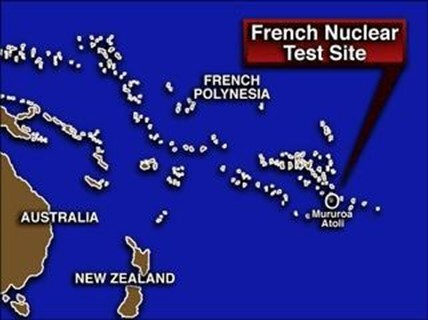 French Nuclear
Test Site
FRENCH
POLYNESIA
Mururoa
Atoll
AUSTRALIA
NEW ZEALAND